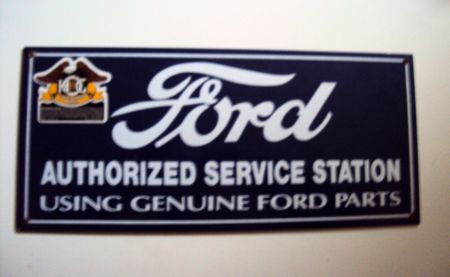 Ford
AUTHORIZED SERVICE STATION
USING GENUINE FORD PARTS